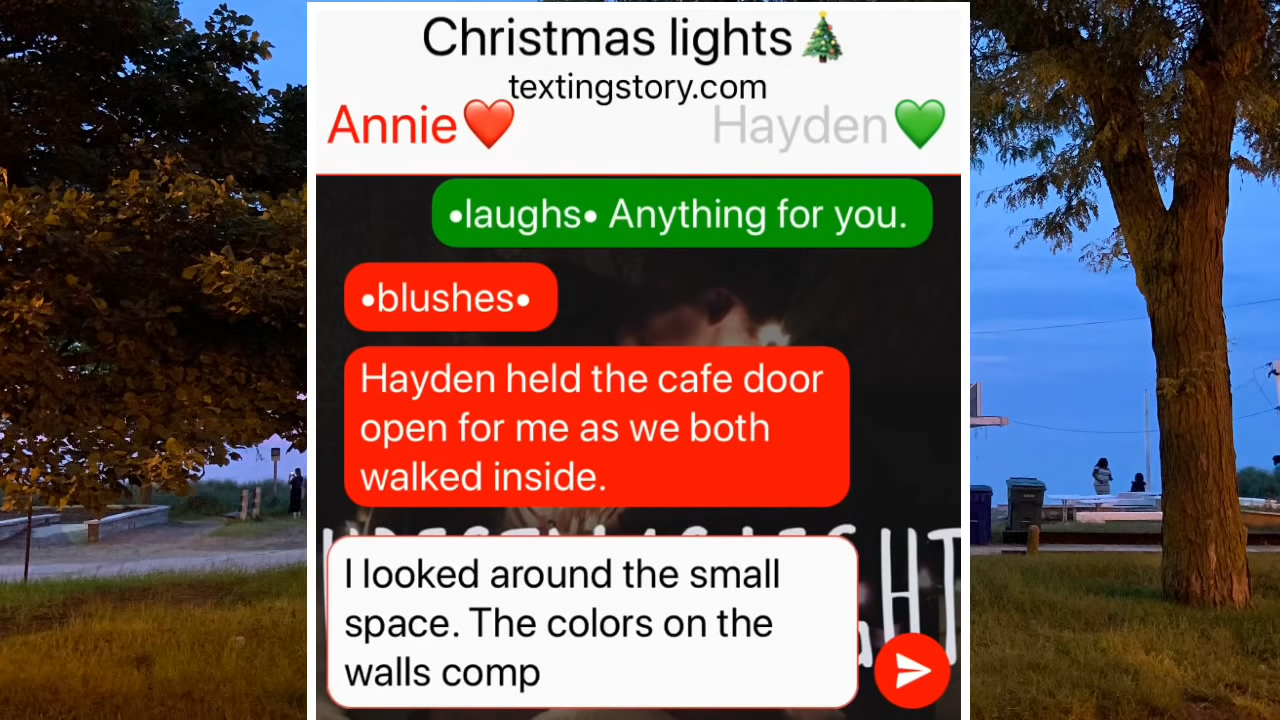 Christmas lights🎄
textingstory.com
Annie❤️ Hayden💚
•laughs• Anything for you.
•blushes•
Hayden held the cafe door
open for me as we both
walked inside.
I looked around the small
space. The colors on the
walls comp